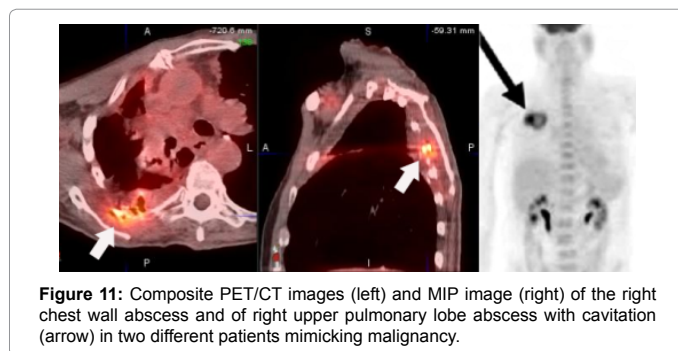 A
-720.6 mm
L
P
S
-59.31 mm
A
P
I
Figure 11: Composite PET/CT images (left) and MIP image (right) of the right
chest wall abscess and of right upper pulmonary lobe abscess with cavitation
(arrow) in two different patients mimicking malignancy.